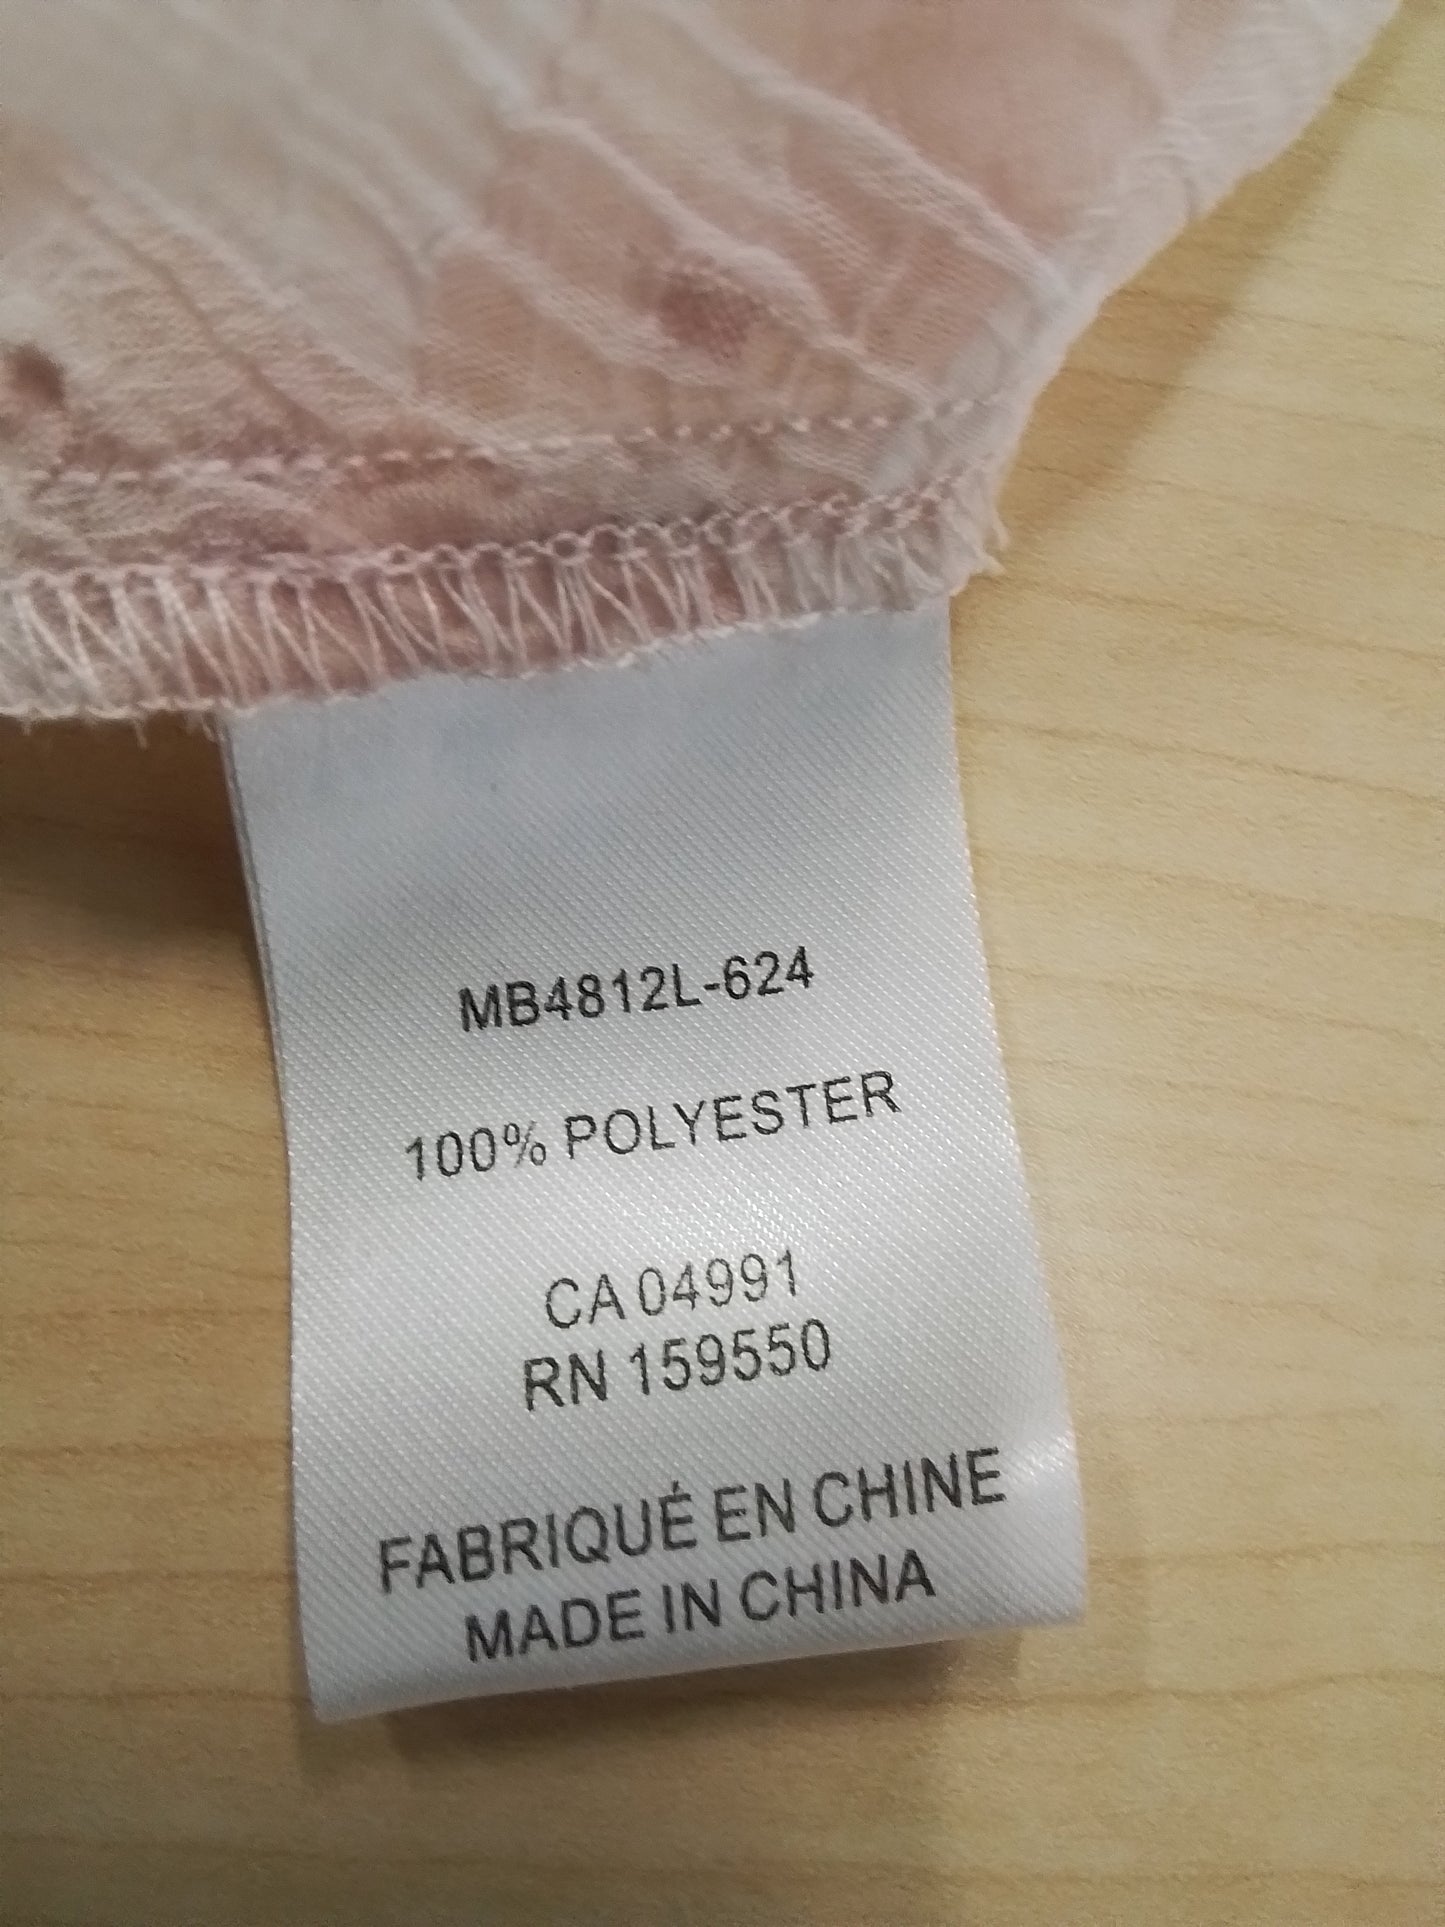 MB4812L-624
100% POLYESTER
CA 04991
RN 159550
FABRIQUÉ EN CHINE
MADE IN CHINA